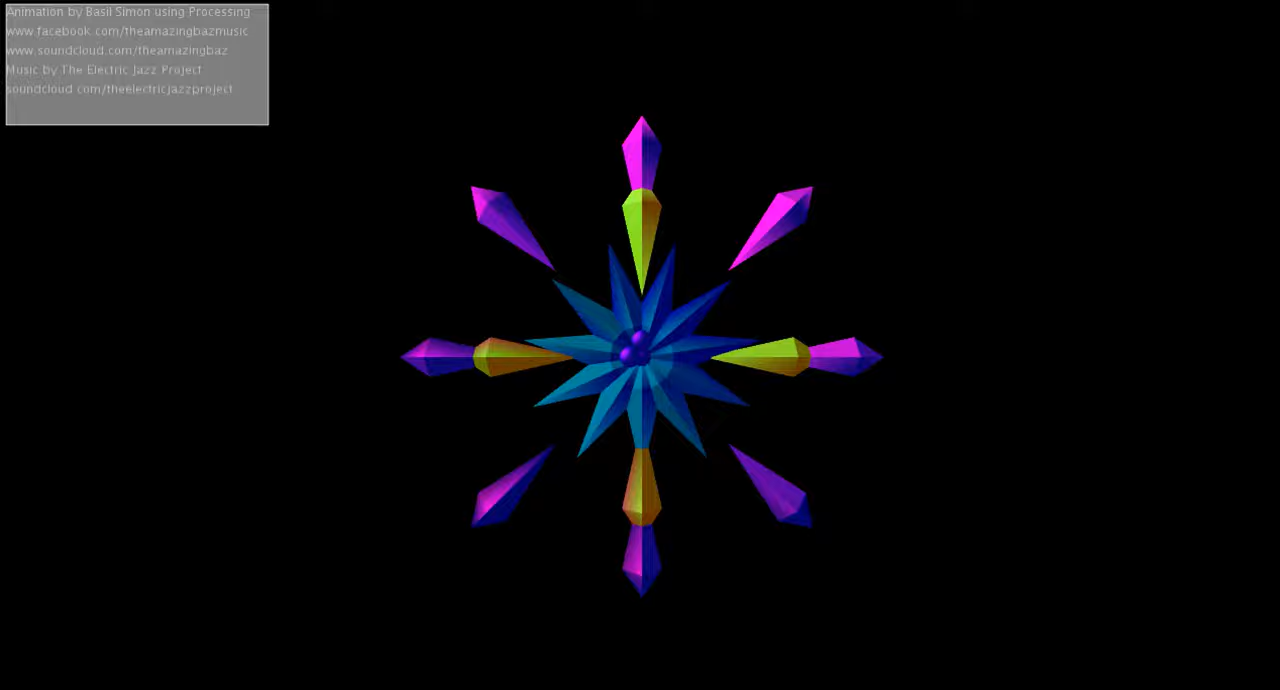 Animation by Basil Simon using Processing
www.facebook.com/theamazingbazmusic
www.soundcloud.com/theamazingbaz
Music by The Electric Jazz Project
soundcloud.com/theelectricjazzproject